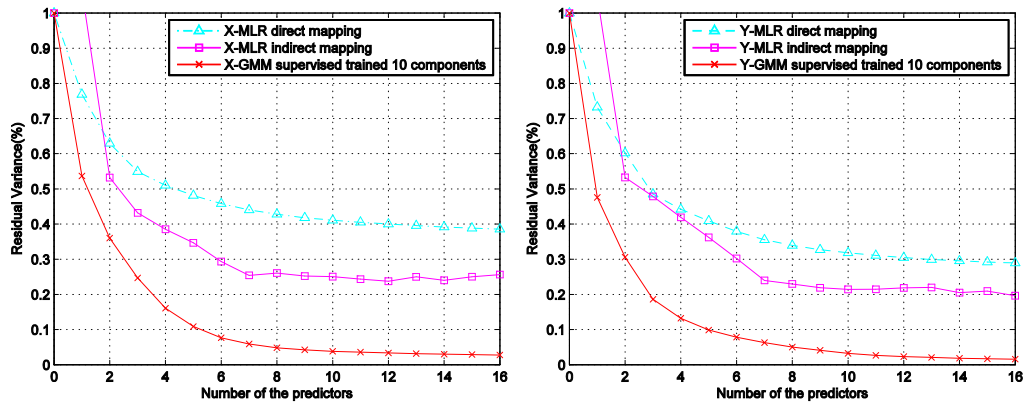 X-MLR direct mapping
X-MLR indirect mapping
X-GMM supervised trained 10 components
1
0.9
0.8
0.7
0.6
0.5
0.4
0.3
0.2
0.1
0
Residual Variance(%)
0 2 4 6 8 10 12 14 16
Number of the predictors
Y-MLR direct mapping
Y-MLR indirect mapping
Y-GMM supervised trained 10 components
1
0.9
0.8
0.7
0.6
0.5
0.4
0.3
0.2
0.1
0
Residual Variance(%)
0 2 4 6 8 10 12 14 16
Number of the predictors